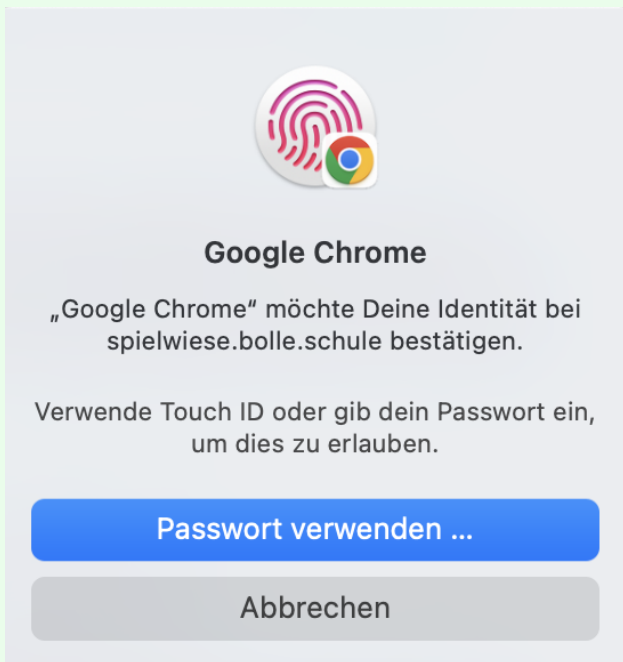 Google Chrome
„Google Chrome“ möchte Deine Identität bei
spielwiese.bolle.schule bestätigen.
Verwende Touch ID oder gib dein Passwort ein,
um dies zu erlauben.
Passwort verwenden ...
Abbrechen